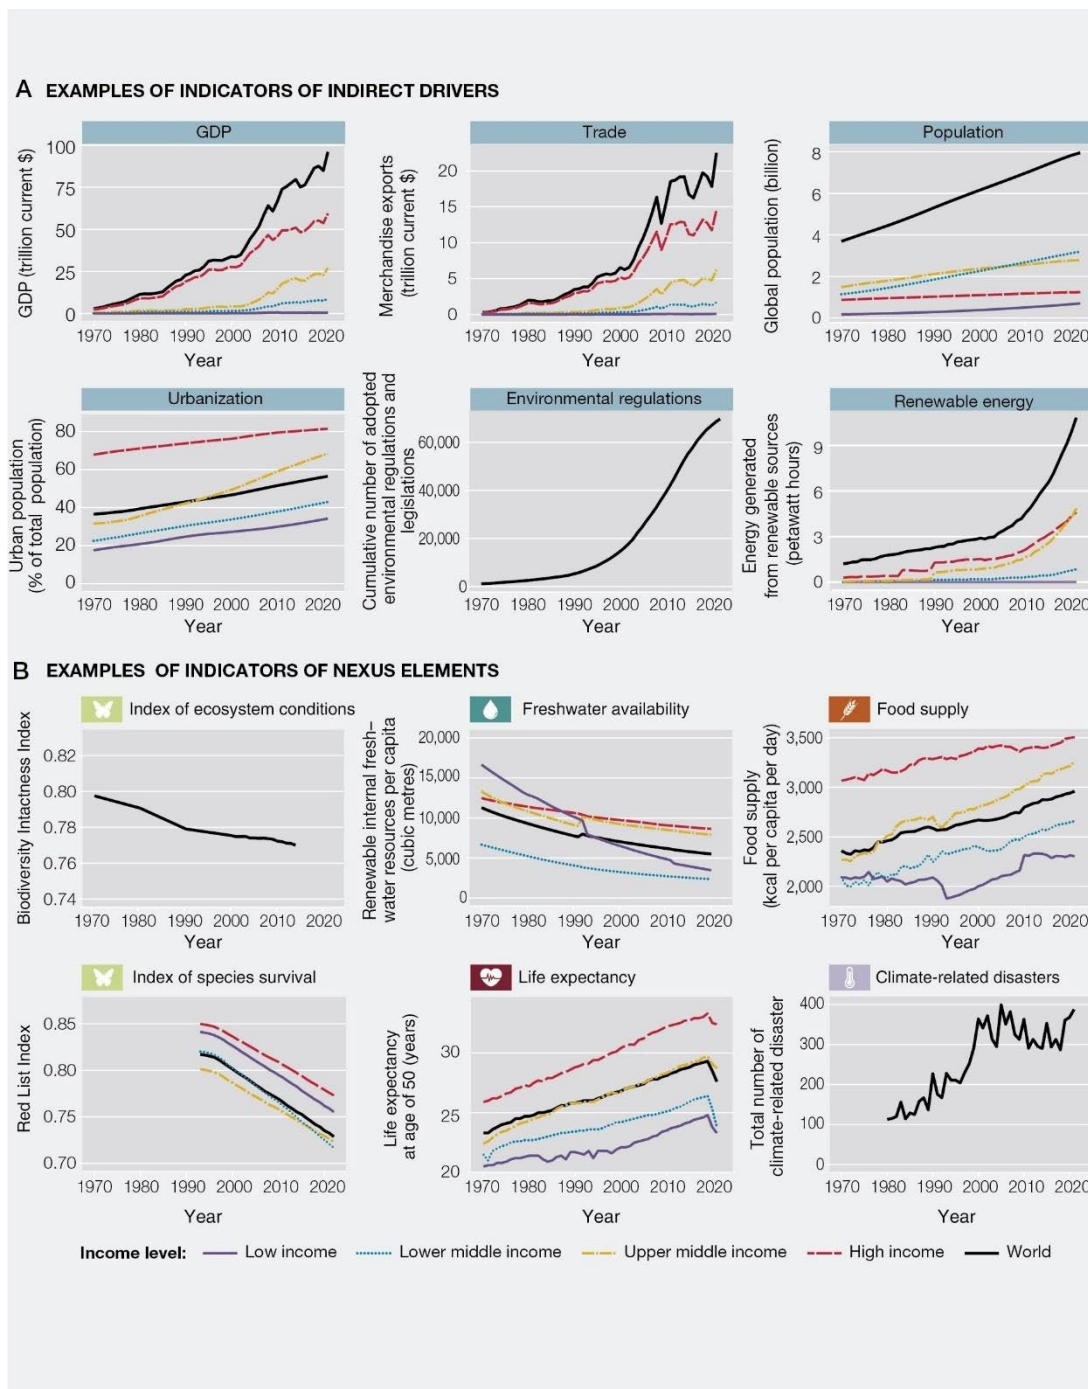 A EXAMPLES OF INDICATORS OF INDIRECT DRIVERS
GDP
GDP (trillion current $)
100
75
50
25
0
1970 1980 1990 2000 2010 2020
Year
Trade
Merchandise exports
(trillion current $)
20
15
10
5
0
1970 1980 1990 2000 2010 2020
Year
Population
Global population (billion)
8
6
4
2
0
1970 1980 1990 2000 2010 2020
Year
Urbanization
Urban population
(% of total population)
80
60
40
20
0
1970 1980 1990 2000 2010 2020
Year
Environmental regulations
Cumulative number of adopted
environmental regulations and
legislations
60,000
40,000
20,000
0
1970 1980 1990 2000 2010 2020
Year
Renewable energy
Energy generated
from renewable sources
(petawatt hours)
9
6
3
0
1970 1980 1990 2000 2010 2020
Year
B EXAMPLES OF INDICATORS OF NEXUS ELEMENTS
Index of ecosystem conditions
Biodiversity Intactness Index
0.82
0.80
0.78
0.76
0.74
1970 1980 1990 2000 2010 2020
Year
Freshwater availability
Renewable internal fresh–
water resources per capita
(cubic metres)
20,000
15,000
10,000
5,000
0
1970 1980 1990 2000 2010 2020
Year
Food supply
Food supply
(kcal per capita per day)
3,500
3,000
2,500
2,000
1970 1980 1990 2000 2010 2020
Year
Index of species survival
Red List Index
0.85
0.80
0.75
0.70
1970 1980 1990 2000 2010 2020
Year
Life expectancy
Life expectancy
at age of 50 (years)
30
25
20
1970 1980 1990 2000 2010 2020
Year
Climate-related disasters
Total number of
climate-related disaster
400
300
200
100
0
1970 1980 1990 2000 2010 2020
Year
Income level: Low income Lower middle income Upper middle income High income World